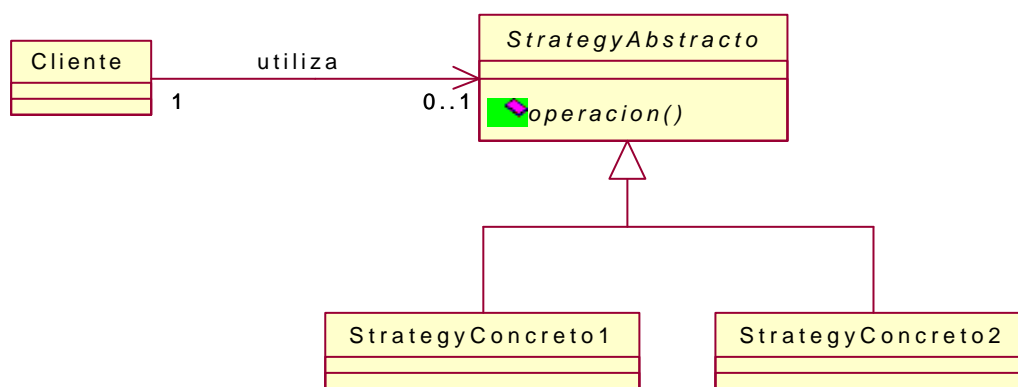 StrategyAbstracto
Cliente
utiliza
1
0..1
operacion()
StrategyConcreto1
StrategyConcreto2